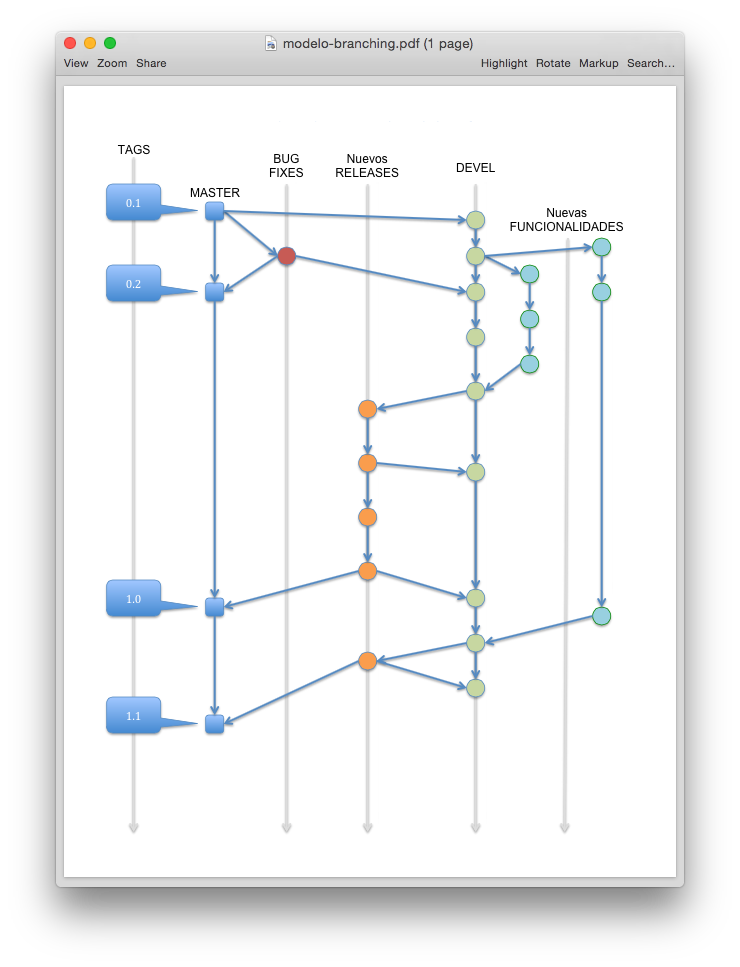 modelo-branching.pdf (1 page)
View Zoom Share
Highlight Rotate Markup Search...
TAGS
BUG
FIXES
Nuevos
RELEASES
DEVEL
MASTER
Nuevas
FUNCIONALIDADES
0.1
0.2
1.0
1.1